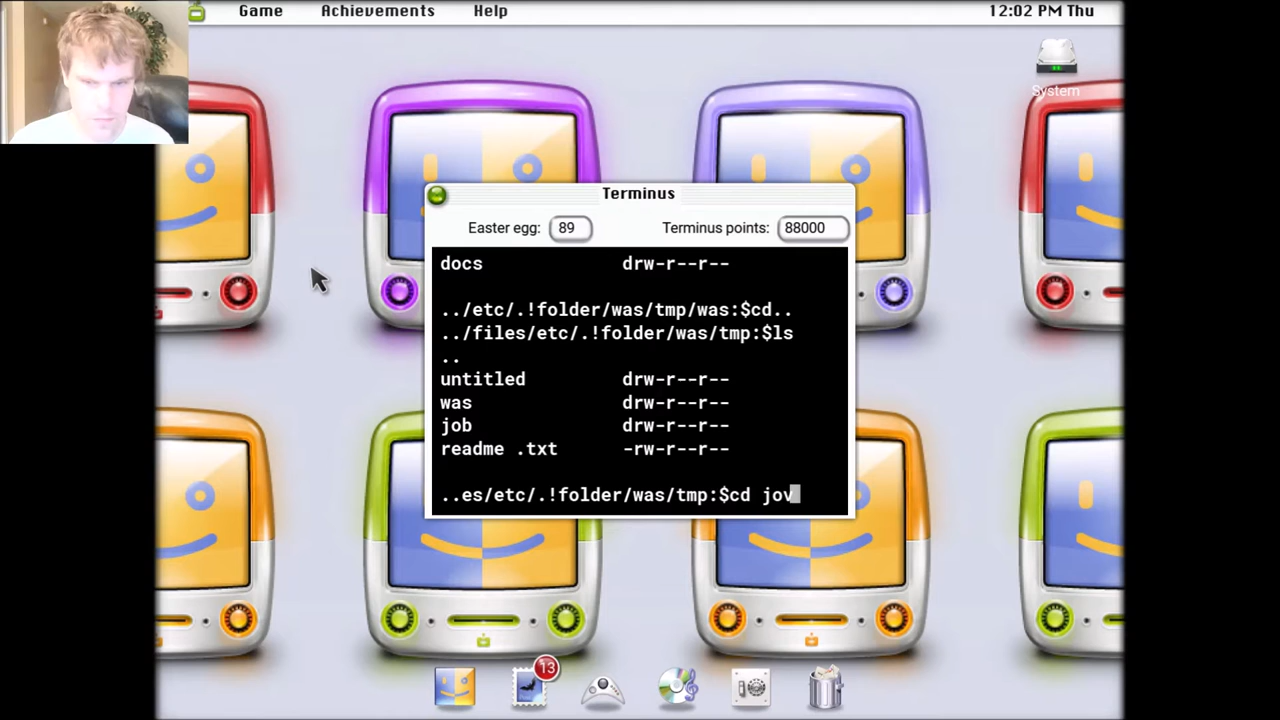 Game Achievements Help 12:02 PM Thu
System
Terminus
Easter egg: 89 Terminus points: 88000
docs drw-r--r--
../etc/.!folder/was/tmp/was:$cd..
../files/etc/.!folder/was/tmp:$ls
..
untitled drw-r--r--
was drw-r--r--
job drw-r--r--
readme .txt -rw-r--r--
..es/etc/.!folder/was/tmp:$cd jov
13